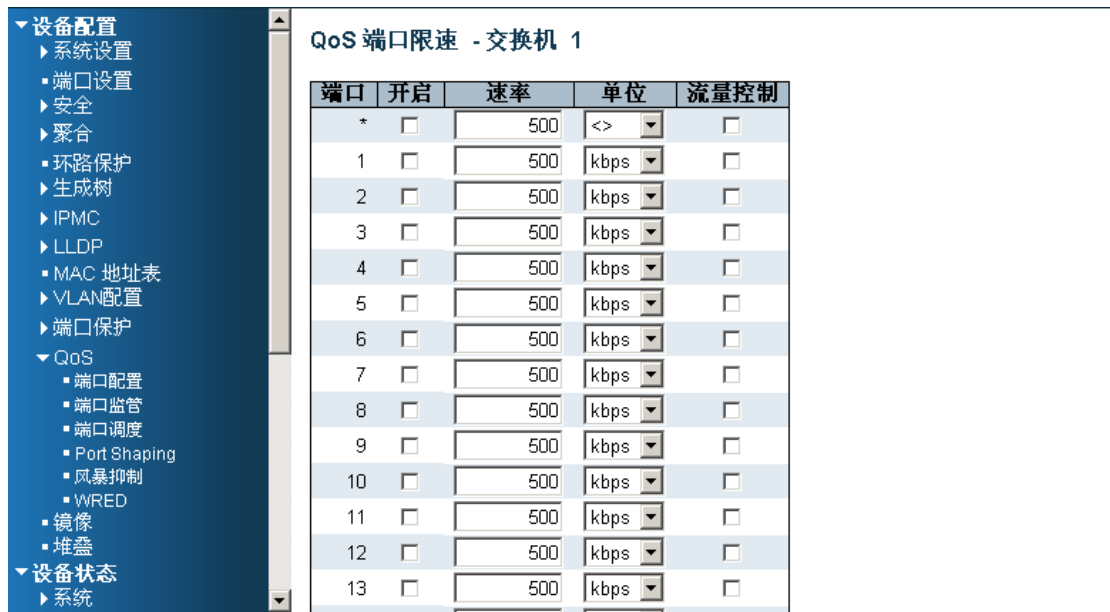 设备配置
系统设置
端口设置
安全
聚合
环路保护
生成树
IPMC
LLDP
MAC 地址表
VLAN配置
端口保护
QoS
端口配置
端口监管
端口调度
Port Shaping
风暴抑制
WRED
镜像
堆叠
设备状态
系统
QoS 端口限速 - 交换机 1
端口 开启 速率 单位 流量控制
* 500 <>
1 500 kbps
2 500 kbps
3 500 kbps
4 500 kbps
5 500 kbps
6 500 kbps
7 500 kbps
8 500 kbps
9 500 kbps
10 500 kbps
11 500 kbps
12 500 kbps
13 500 kbps